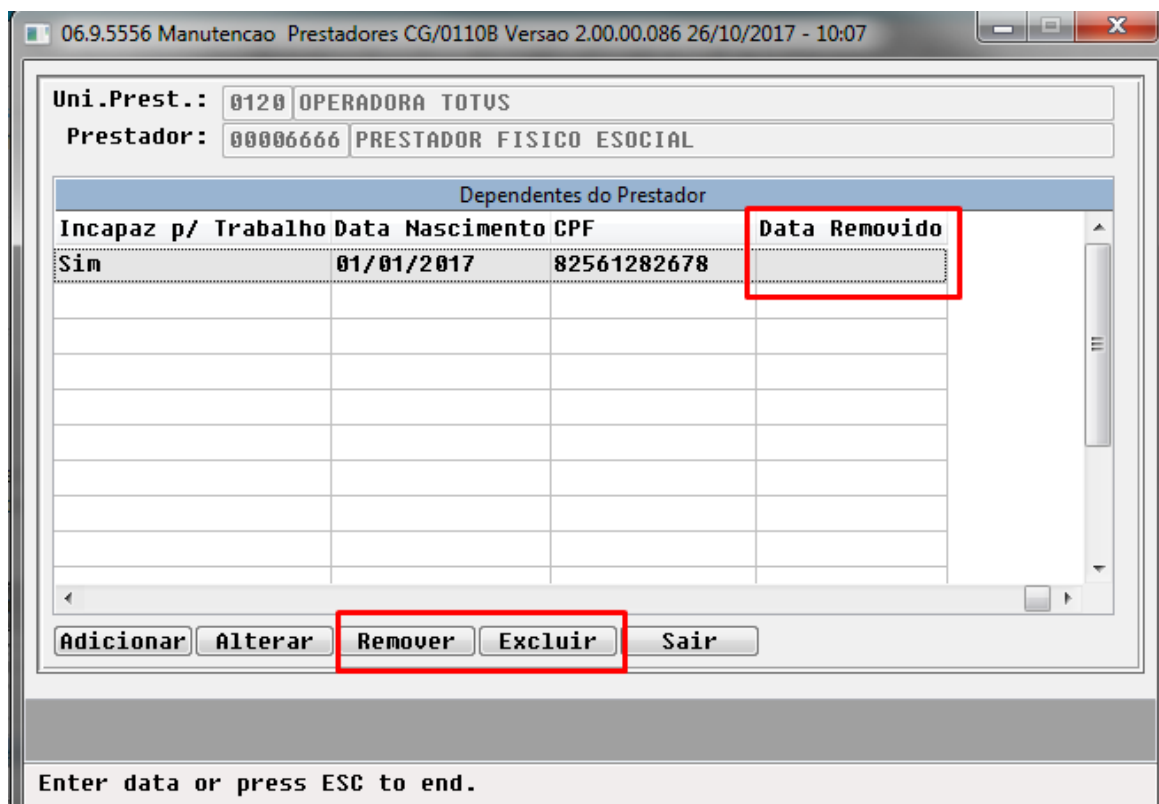 06.9.5556 Manutencao Prestadores CG/0110B Versao 2.00.00.086 26/10/2017 - 10:07
Uni.Prest.: 0120 OPERADORA TOTVS
Prestador: 00006666 PRESTADOR FISICO ESOCIAL
Dependentes do Prestador
Incapaz p/ Trabalho Data Nascimento CPF Data Removido
Sim 01/01/2017 82561282678
Adicionar Alterar Remover Excluir Sair
Enter data or press ESC to end.